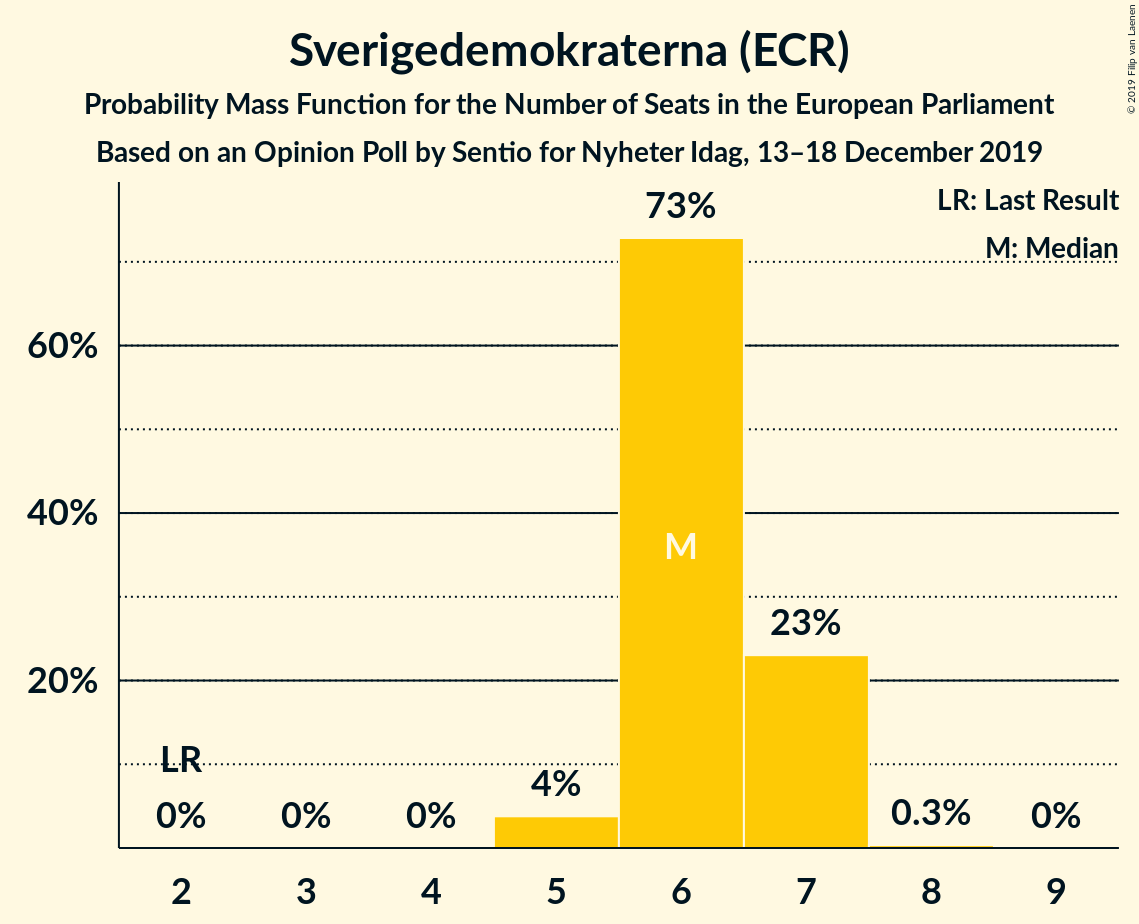 Sverigedemokraterna (ECR)
Probability Mass Function for the Number of Seats in the European Parliament
Based on an Opinion Poll by Sentio for Nyheter Idag, 13–18 December 2019
© 2019 Filip van Laenen
LR: Last Result
M: Median
73%
60%
40%
M
23%
20%
LR
0%
0%
0%
4%
0.3%
0%
2 3 4 5 6 7 8 9